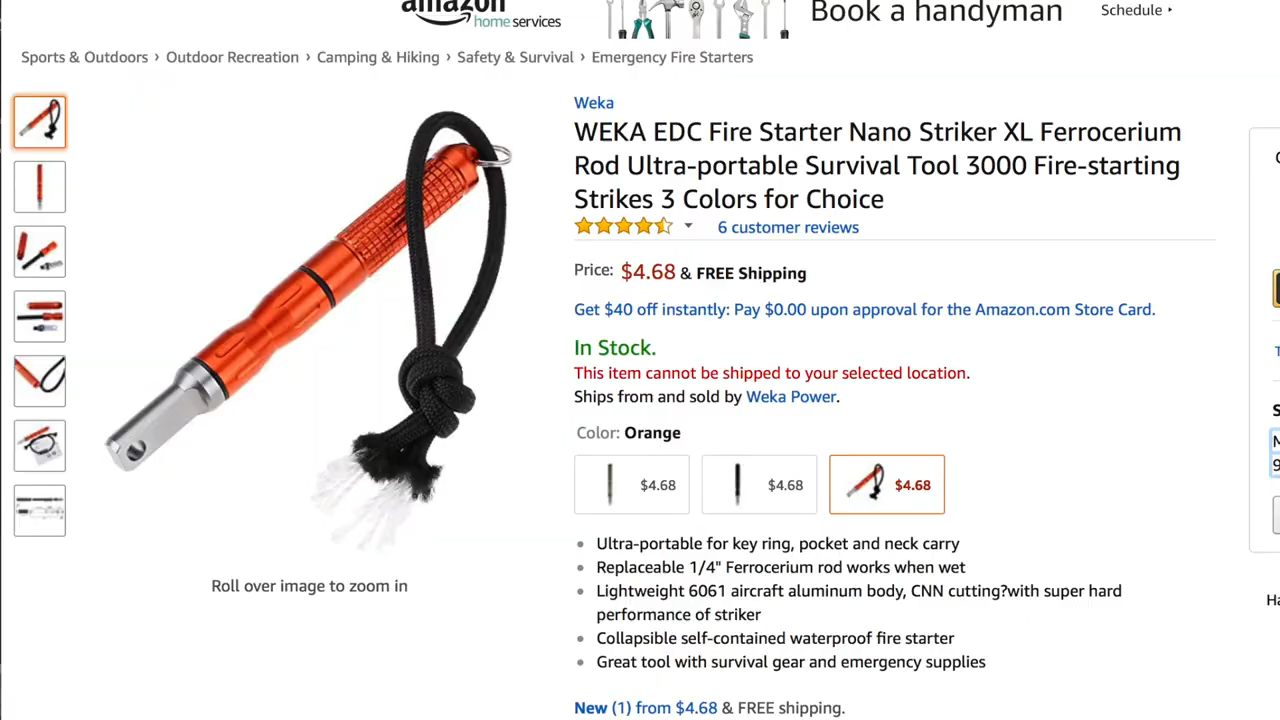 amazon
home services
Book a handyman
Schedule ▸
Sports & Outdoors › Outdoor Recreation › Camping & Hiking › Safety & Survival › Emergency Fire Starters
Weka
WEKA EDC Fire Starter Nano Striker XL Ferrocerium
Rod Ultra-portable Survival Tool 3000 Fire-starting
Strikes 3 Colors for Choice
6 customer reviews
Price: $4.68 & FREE Shipping
Get $40 off instantly: Pay $0.00 upon approval for the Amazon.com Store Card.
In Stock.
This item cannot be shipped to your selected location.
Ships from and sold by Weka Power.
Color: Orange
$4.68 $4.68 $4.68
• Ultra-portable for key ring, pocket and neck carry
• Replaceable 1/4" Ferrocerium rod works when wet
• Lightweight 6061 aircraft aluminum body, CNN cutting?with super hard
performance of striker
• Collapsible self-contained waterproof fire starter
• Great tool with survival gear and emergency supplies
Roll over image to zoom in
New (1) from $4.68 & FREE shipping.